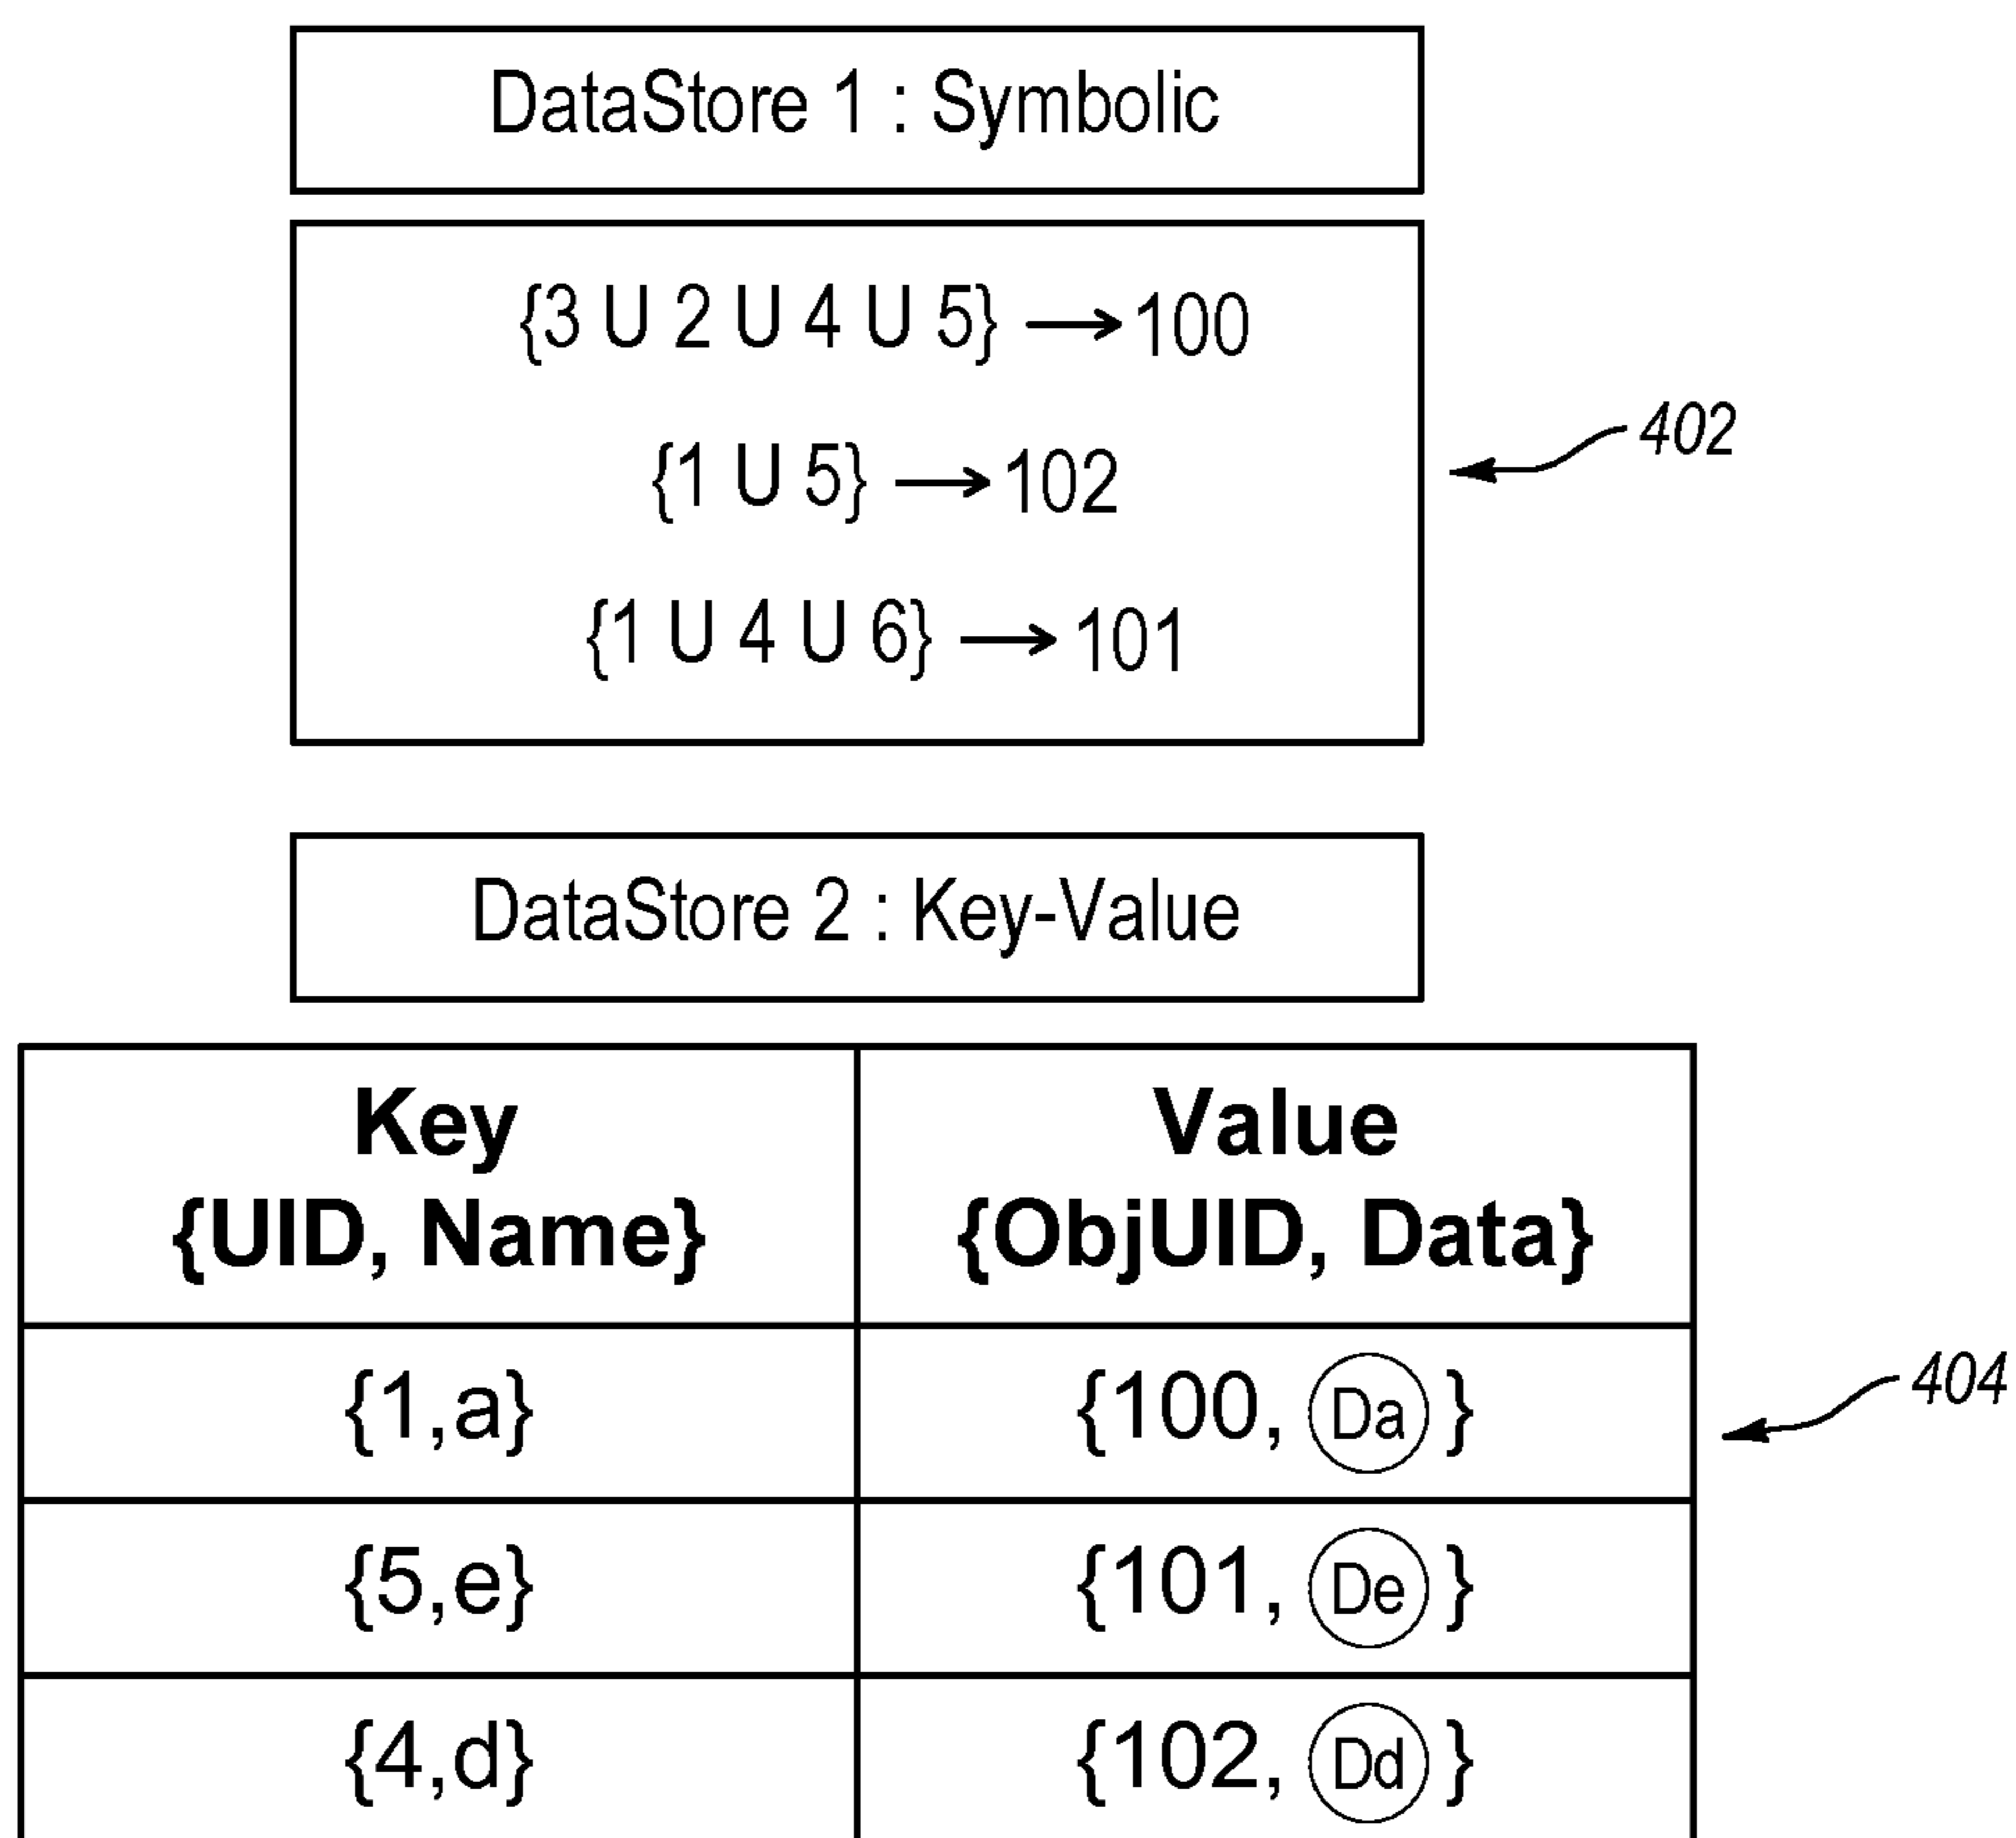 DataStore 1 : Symbolic
{3 U 2 U 4 U 5} → 100
{1 U 5} → 102
{1 U 4 U 6} → 101
402
DataStore 2 : Key-Value
Key Value
{UID, Name} {ObjUID, Data}
{1,a} {100, Da }
404
{5,e} {101, De }
{4,d} {102, Dd }